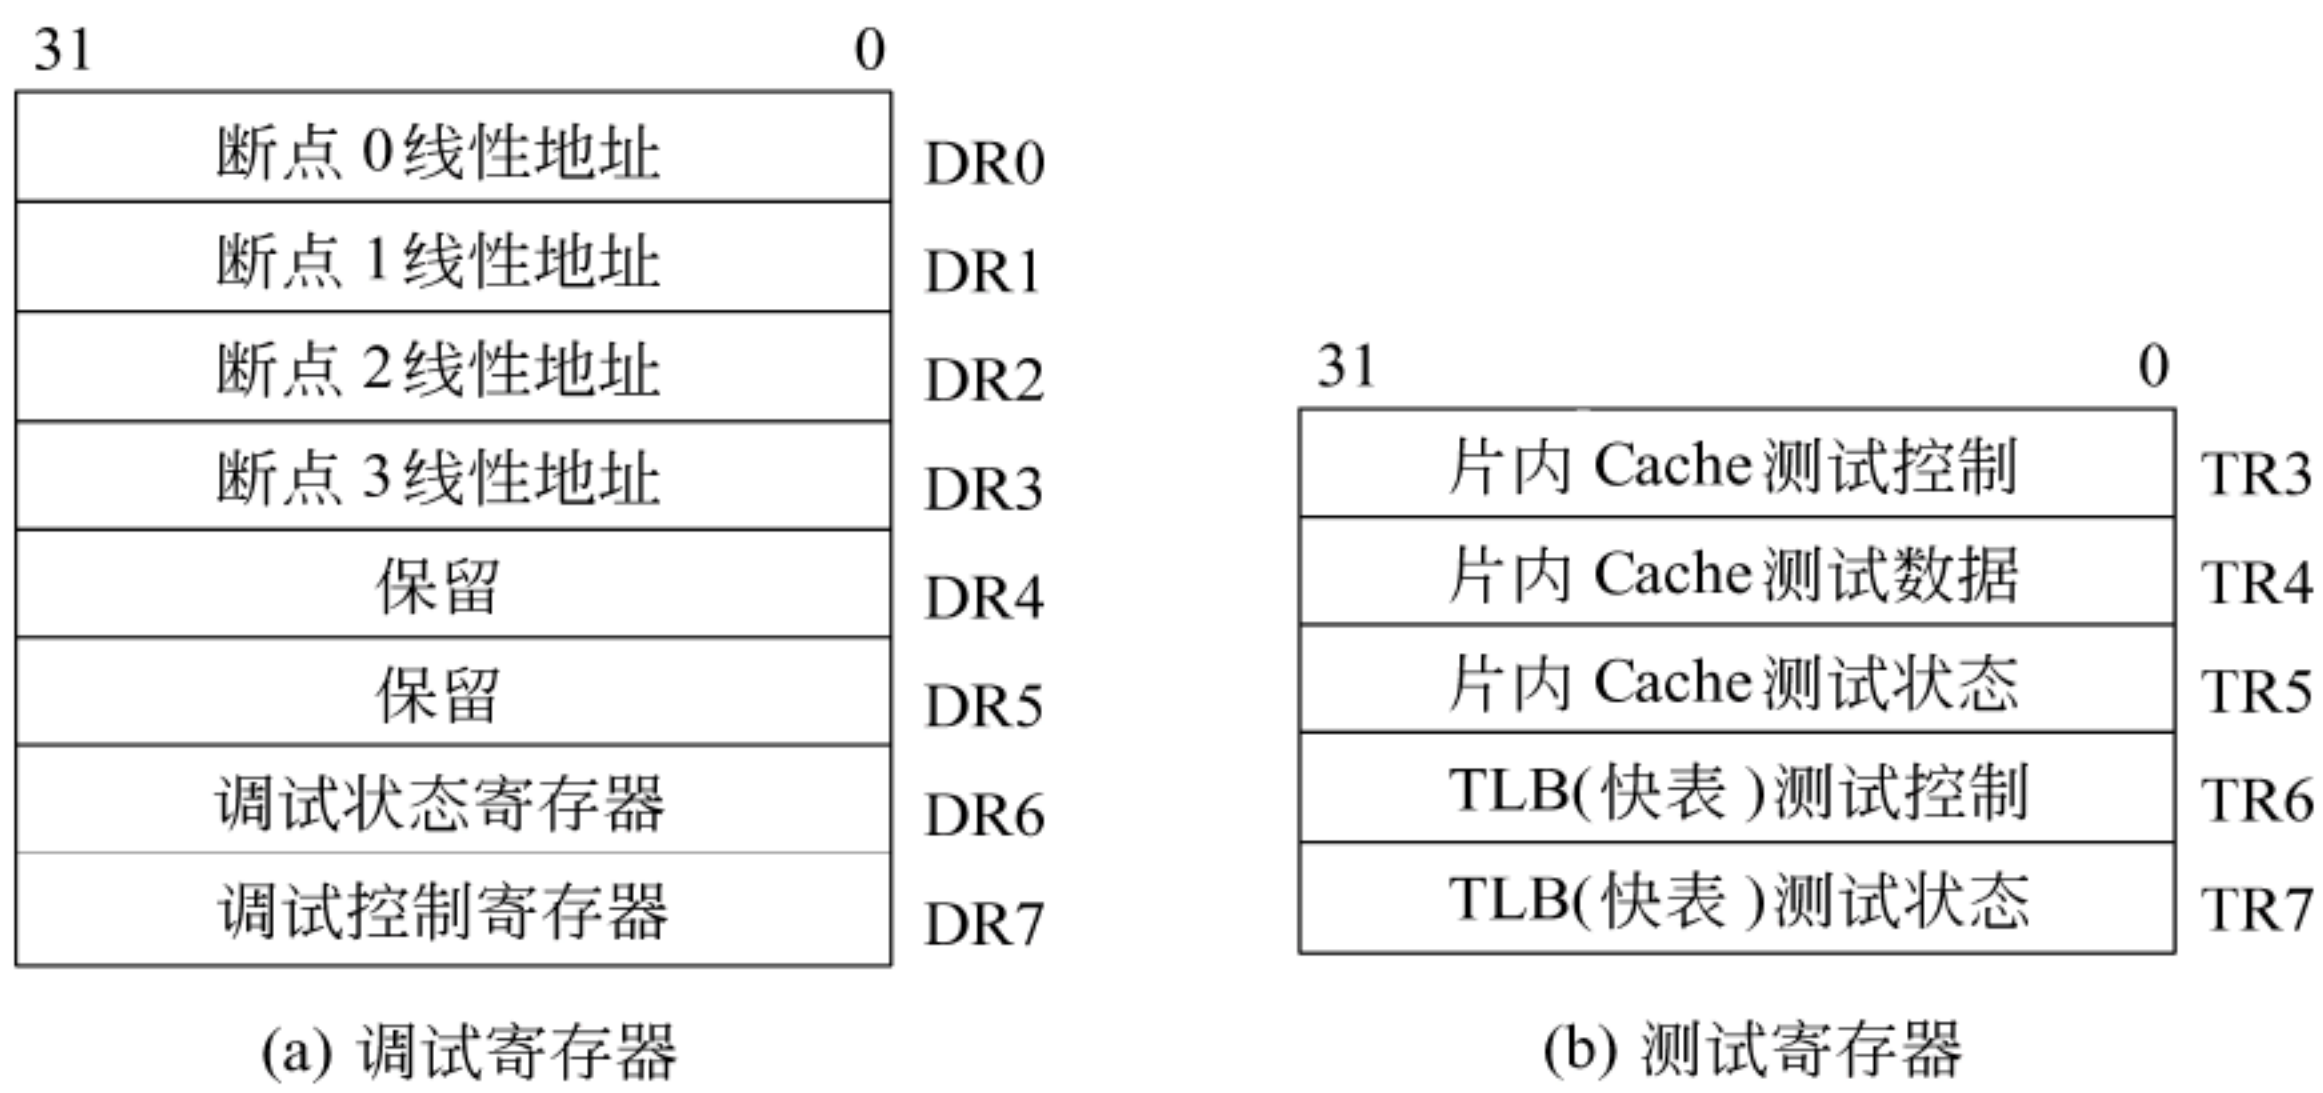 31 0
断点 0线性地址 DR0
断点 1线性地址 DR1
断点 2线性地址 DR2
断点 3线性地址 DR3
保留 DR4
保留 DR5
调试状态寄存器 DR6
调试控制寄存器 DR7
(a) 调试寄存器
31 0
片内 Cache测试控制 TR3
片内 Cache测试数据 TR4
片内 Cache测试状态 TR5
TLB(快表)测试控制 TR6
TLB(快表)测试状态 TR7
(b) 测试寄存器